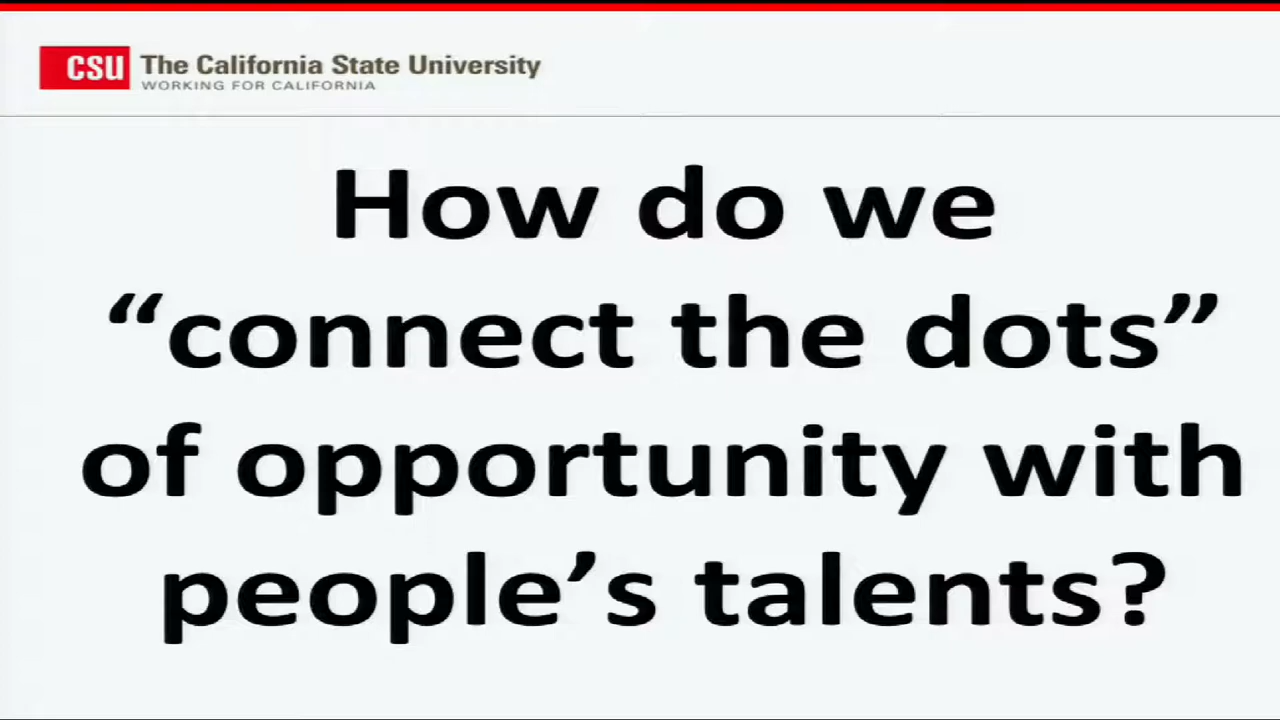 CSU The California State University
WORKING FOR CALIFORNIA
How do we
“connect the dots”
of opportunity with
people’s talents?